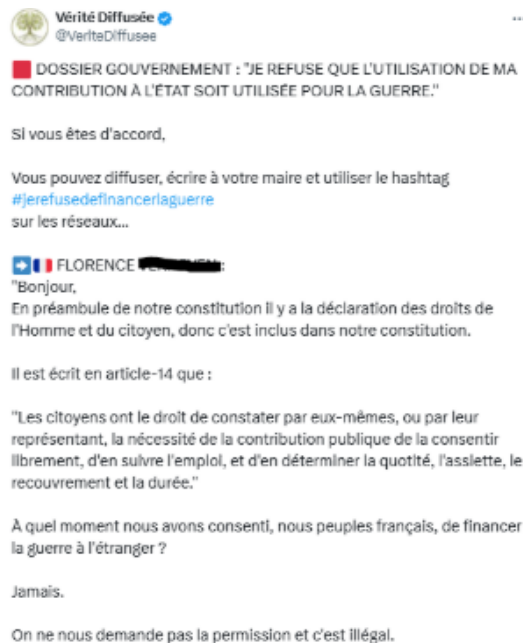 Vérité Diffusée
@VeriteDiffusee
DOSSIER GOUVERNEMENT : "JE REFUSE QUE L'UTILISATION DE MA
CONTRIBUTION À L'ÉTAT SOIT UTILISÉE POUR LA GUERRE."
Si vous êtes d'accord,
Vous pouvez diffuser, écrire à votre maire et utiliser le hashtag
#jerefusedefinancerlaguerre
sur les réseaux...
FLORENCE :
"Bonjour,
En préambule de notre constitution il y a la déclaration des droits de
l'Homme et du citoyen, donc c'est inclus dans notre constitution.
Il est écrit en article-14 que :
"Les citoyens ont le droit de constater par eux-mêmes, ou par leur
représentant, la nécessité de la contribution publique de la consentir
librement, d'en suivre l'emploi, et d'en déterminer la quotité, l'assiette, le
recouvrement et la durée."
À quel moment nous avons consenti, nous peuples français, de financer
la guerre à l'étranger ?
Jamais.
On ne nous demande pas la permission et c'est illégal.